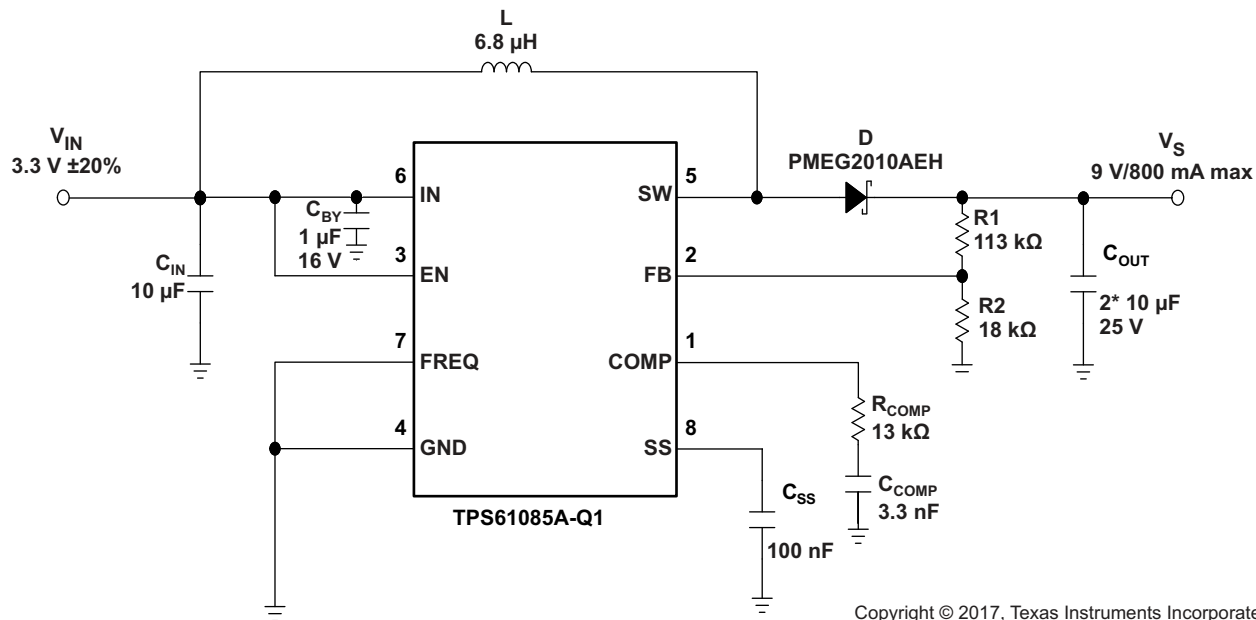 L
6.8 µH
V_IN
3.3 V ±20%
D
PMEG2010AEH
V_S
9 V/800 mA max
6
IN
SW
5
C_BY
1 µF
16 V
R1
113 kΩ
C_IN
10 µF
3
EN
FB
2
C_OUT
2* 10 µF
25 V
R2
18 kΩ
7
FREQ
COMP
1
R_COMP
13 kΩ
4
GND
SS
8
C_SS
100 nF
C_COMP
3.3 nF
TPS61085A-Q1
Copyright © 2017, Texas Instruments Incorporate